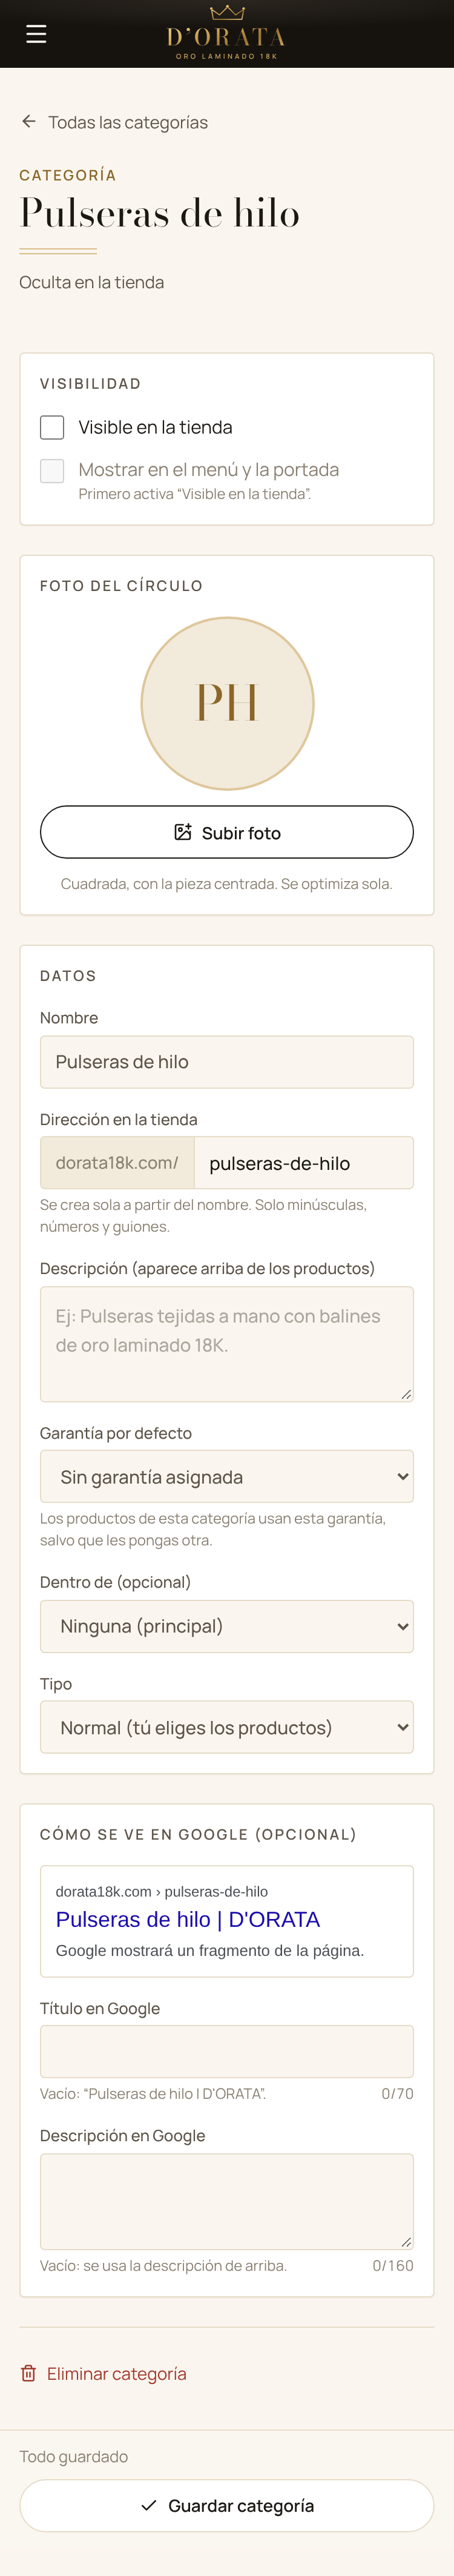 D'ORATA
ORO LAMINADO 18K
Todas las categorías
CATEGORÍA
Pulseras de hilo
Oculta en la tienda
VISIBILIDAD
Visible en la tienda
Mostrar en el menú y la portada
Primero activa “Visible en la tienda”.
FOTO DEL CÍRCULO
PH
Subir foto
Cuadrada, con la pieza centrada. Se optimiza sola.
DATOS
Nombre
Pulseras de hilo
Dirección en la tienda
dorata18k.com/ pulseras-de-hilo
Se crea sola a partir del nombre. Solo minúsculas,
números y guiones.
Descripción (aparece arriba de los productos)
Ej: Pulseras tejidas a mano con balines
de oro laminado 18K.
Garantía por defecto
Sin garantía asignada
Los productos de esta categoría usan esta garantía,
salvo que les pongas otra.
Dentro de (opcional)
Ninguna (principal)
Tipo
Normal (tú eliges los productos)
CÓMO SE VE EN GOOGLE (OPCIONAL)
dorata18k.com › pulseras-de-hilo
Pulseras de hilo | D'ORATA
Google mostrará un fragmento de la página.
Título en Google
Vacío: “Pulseras de hilo | D'ORATA”. 0/70
Descripción en Google
Vacío: se usa la descripción de arriba. 0/160
Eliminar categoría
Todo guardado
Guardar categoría